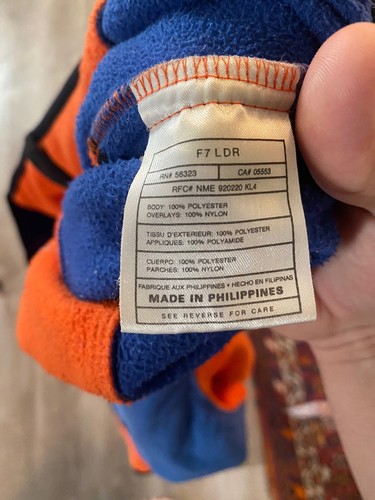 F7 LDR
RN# 56323 CA# 05553
RFC# NME 920220 KL4
BODY: 100% POLYESTER
OVERLAYS: 100% NYLON
TISSU D'EXTERIEUR: 100% POLYESTER
APPLIQUES: 100% POLYAMIDE
CUERPO: 100% POLYESTER
PARCHES: 100% NYLON
FABRIQUE AUX PHILIPPINES • HECHO EN FILIPINAS
MADE IN PHILIPPINES
SEE REVERSE FOR CARE